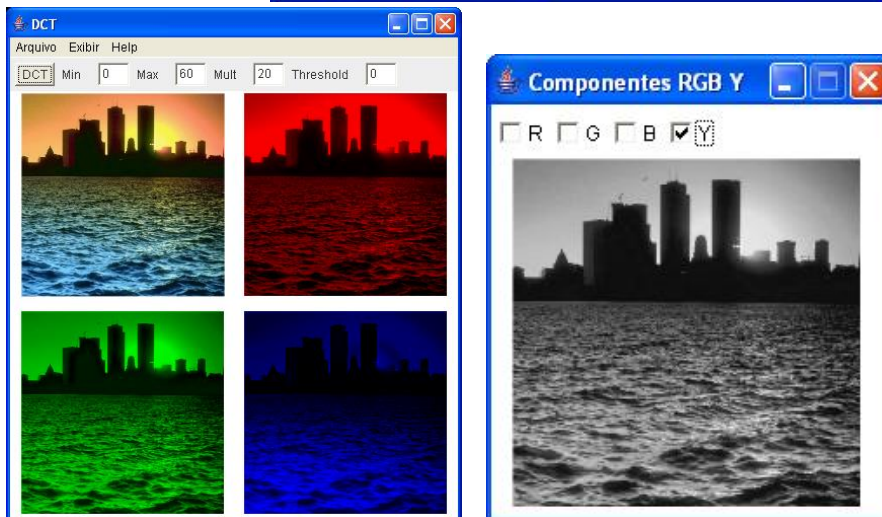 DCT
Arquivo Exibir Help
DCT Min 0 Max 60 Mult 20 Threshold 0
Componentes RGB Y
R G B Y